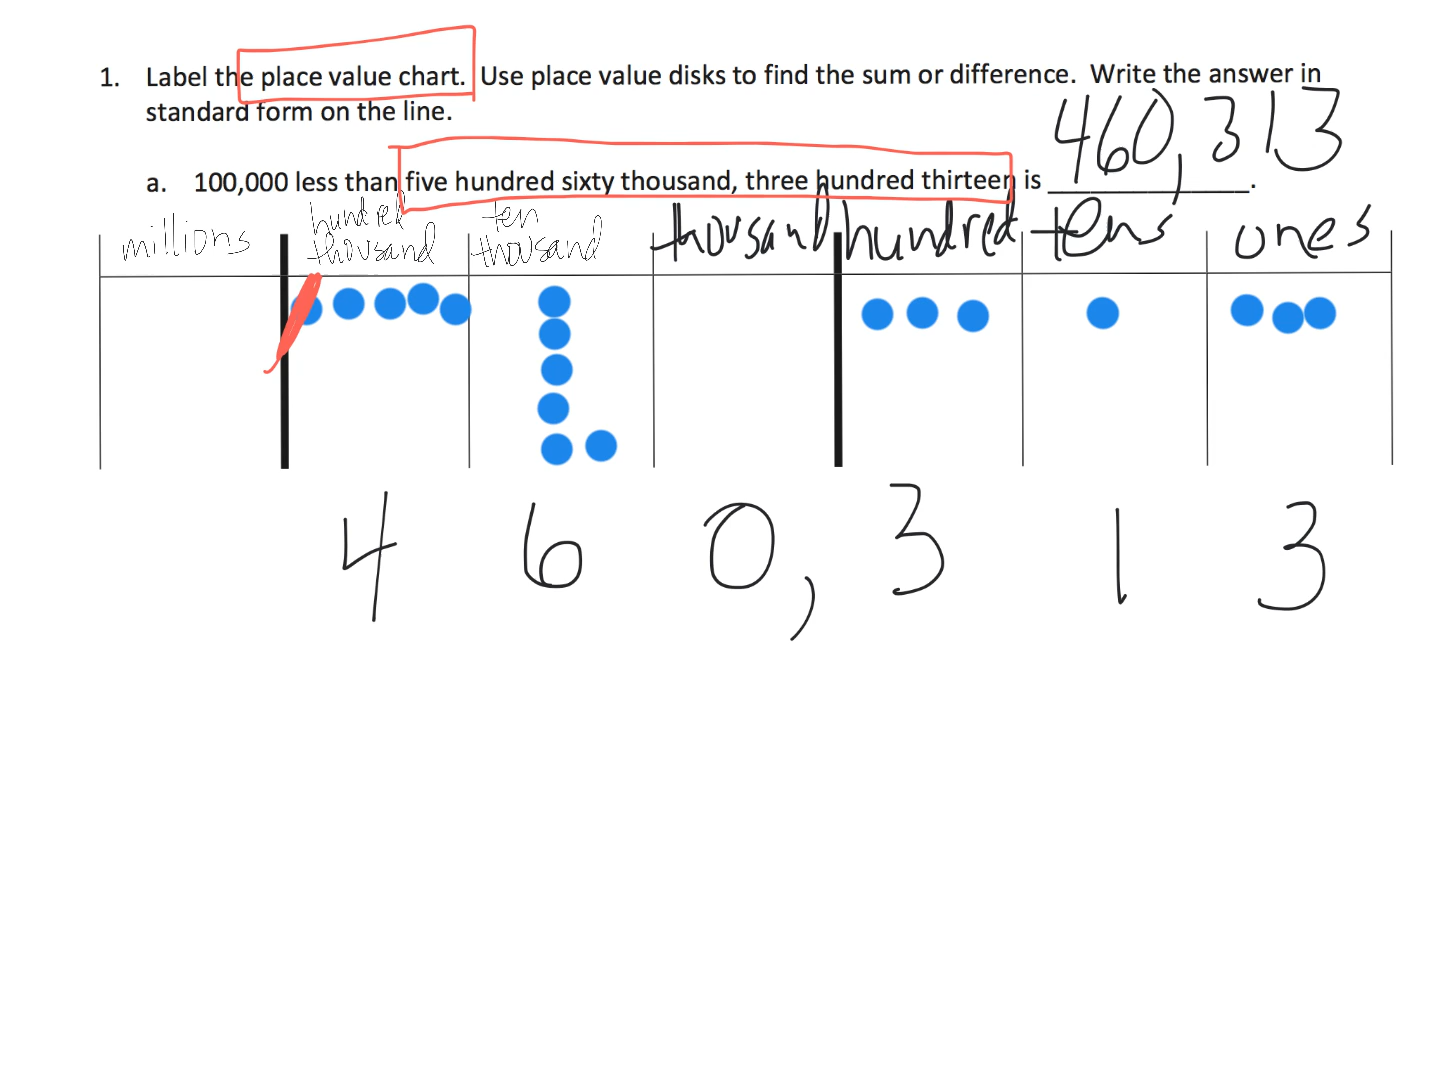 1. Label the place value chart. Use place value disks to find the sum or difference. Write the answer in
standard form on the line.
460,313
a. 100,000 less than five hundred sixty thousand, three hundred thirteen is ______________.
millions hundred thousand ten thousand thousand hundred tens ones
4 6 0, 3 1 3